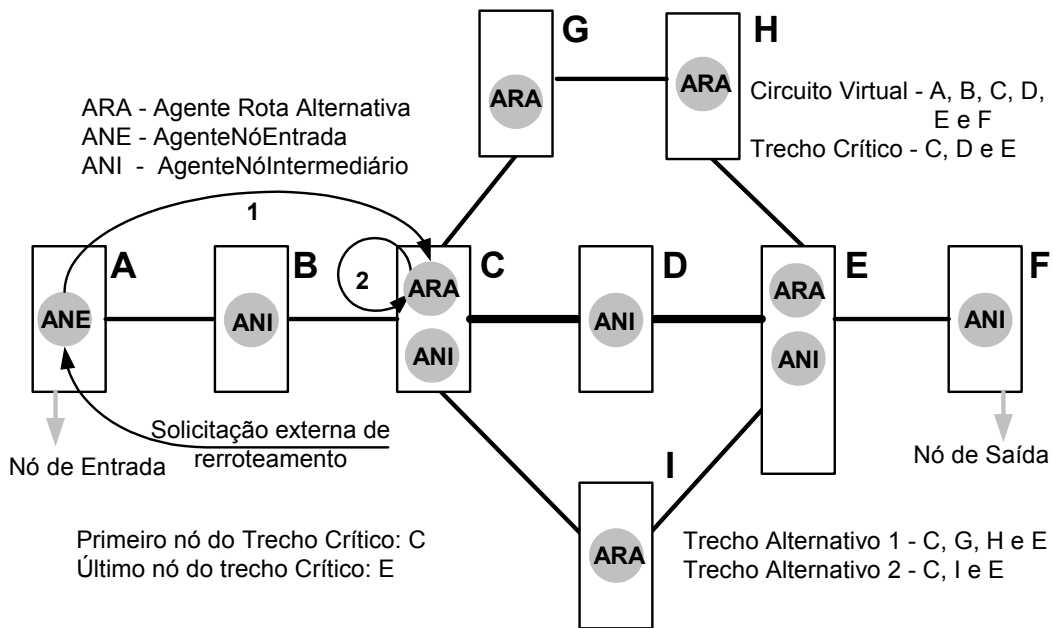 G
H
ARA
ARA
ARA - Agente Rota Alternativa
ANE - AgenteNóEntrada
ANI - AgenteNóIntermediário
Circuito Virtual - A, B, C, D,
E e F
Trecho Crítico - C, D e E
1
A
B
C
D
E
F
2
ARA
ARA
ANE
ANI
ANI
ANI
ANI
ANI
Solicitação externa de
rerroteamento
Nó de Entrada
Nó de Saída
I
ARA
Primeiro nó do Trecho Crítico: C
Último nó do trecho Crítico: E
Trecho Alternativo 1 - C, G, H e E
Trecho Alternativo 2 - C, I e E